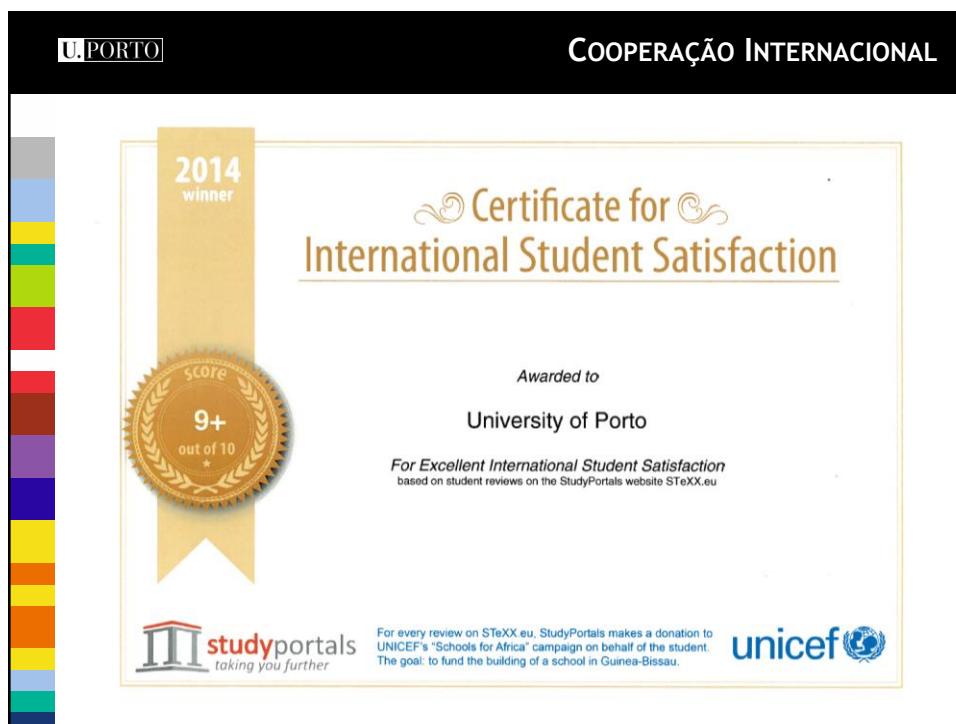 U.PORTO
COOPERAÇÃO INTERNACIONAL
2014
winner
Certificate for
International Student Satisfaction
score
9+
out of 10
Awarded to
University of Porto
For Excellent International Student Satisfaction
based on student reviews on the StudyPortals website STeXX.eu
studyportals
taking you further
For every review on STeXX.eu, StudyPortals makes a donation to
UNICEF's "Schools for Africa" campaign on behalf of the student.
The goal: to fund the building of a school in Guinea-Bissau.
unicef